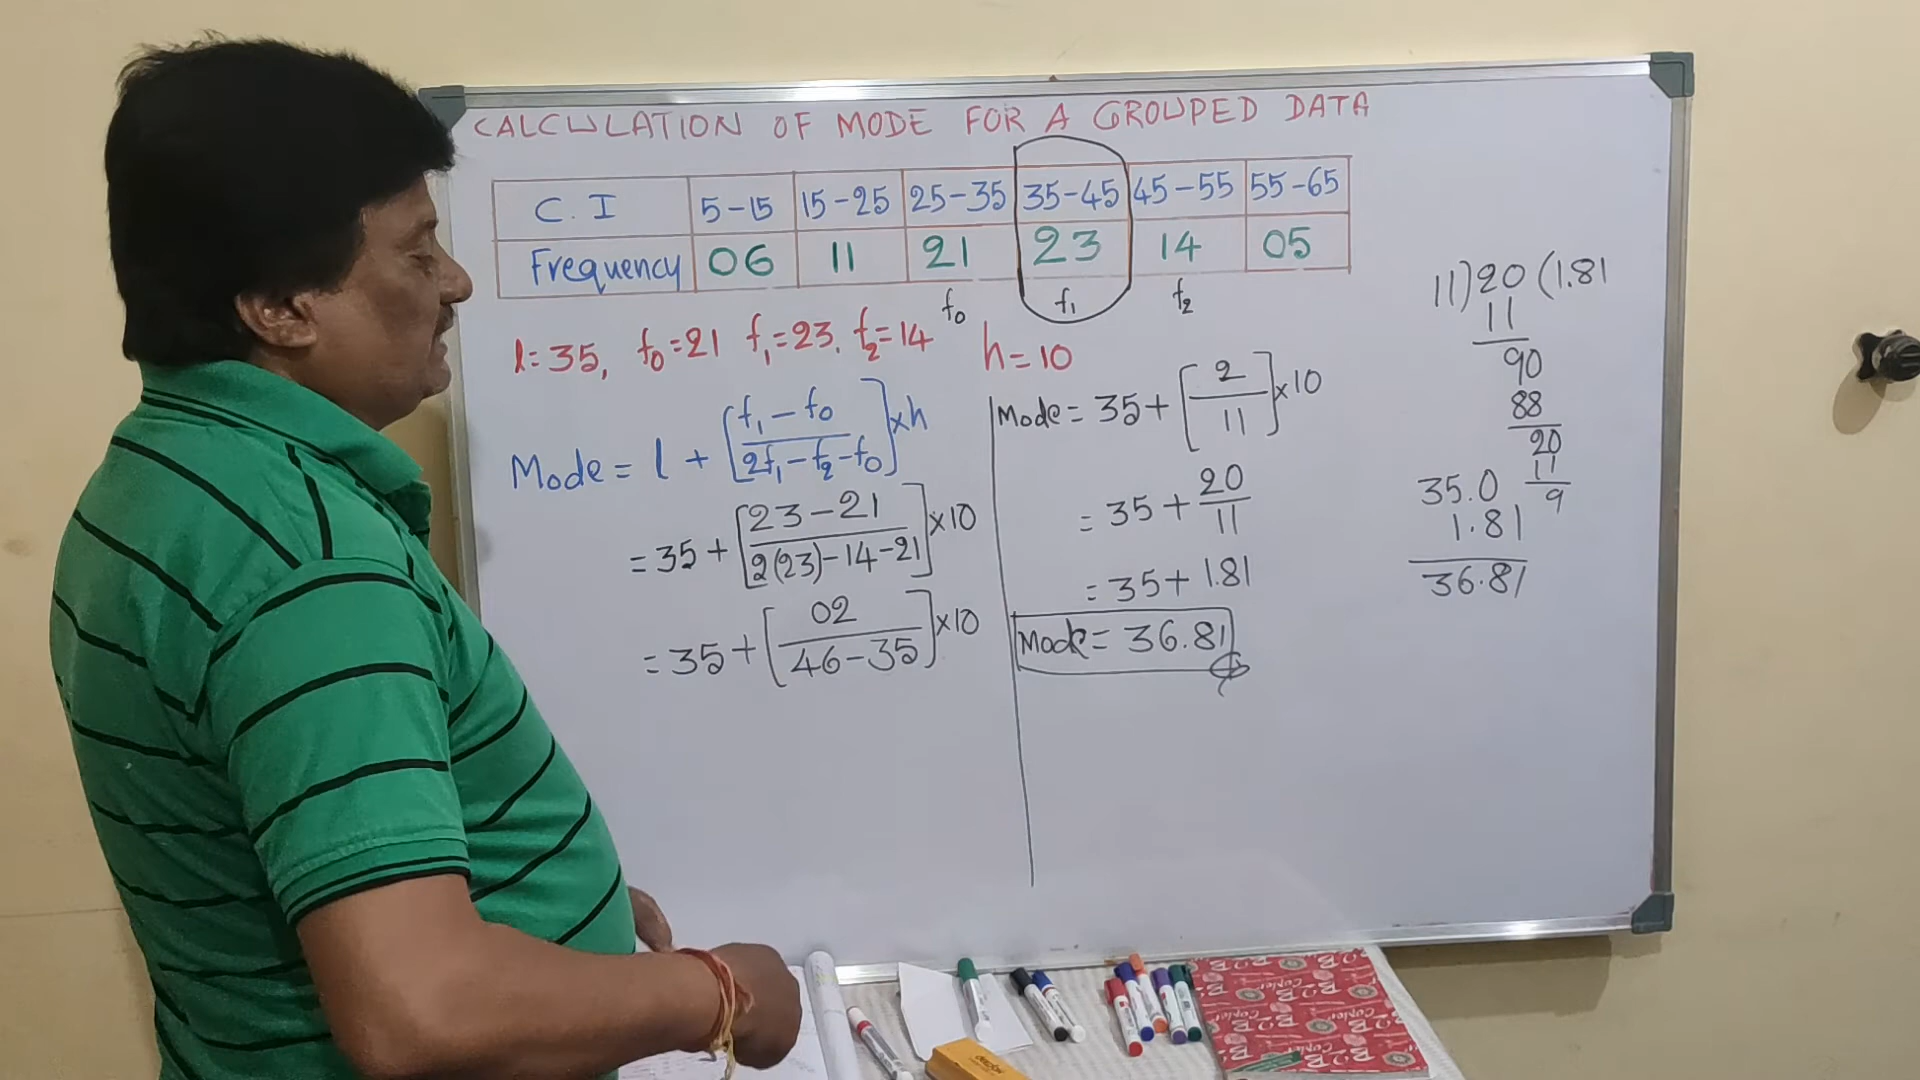 CALCULATION OF MODE FOR A GROUPED DATA
C.I 5-15 15-25 25-35 35-45 45-55 55-65
Frequency 06 11 21 23 14 05
f₀ f₁ f₂
l=35, f₀=21 f₁=23, f₂=14 h=10
Mode = l + [f₁-f₀ / 2f₁-f₂-f₀] ×h
= 35 + [23-21 / 2(23)-14-21] ×10
= 35 + [02 / 46-35] ×10
Mode = 35 + [2 / 11] ×10
= 35 + 20/11
= 35 + 1.81
Mode = 36.81
11)20(1.81
11
90
88
20
11
9
35.0
1.81
36.81